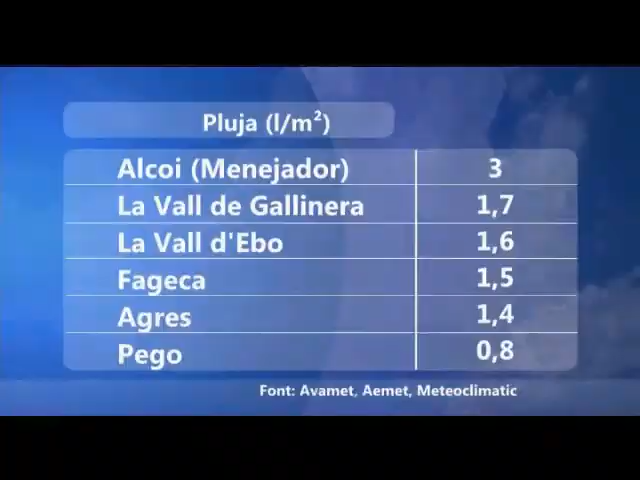 Pluja (l/m²)
Alcoi (Menejador) 3
La Vall de Gallinera 1,7
La Vall d'Ebo 1,6
Fageca 1,5
Agres 1,4
Pego 0,8
Font: Avamet, Aemet, Meteoclimatic